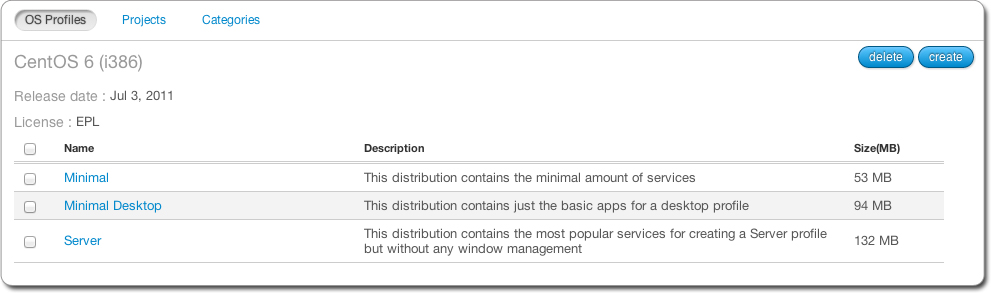 OS Profiles Projects Categories
CentOS 6 (i386) delete create
Release date : Jul 3, 2011
License : EPL
Name Description Size(MB)
Minimal This distribution contains the minimal amount of services 53 MB
Minimal Desktop This distribution contains just the basic apps for a desktop profile 94 MB
Server This distribution contains the most popular services for creating a Server profile 132 MB
but without any window management